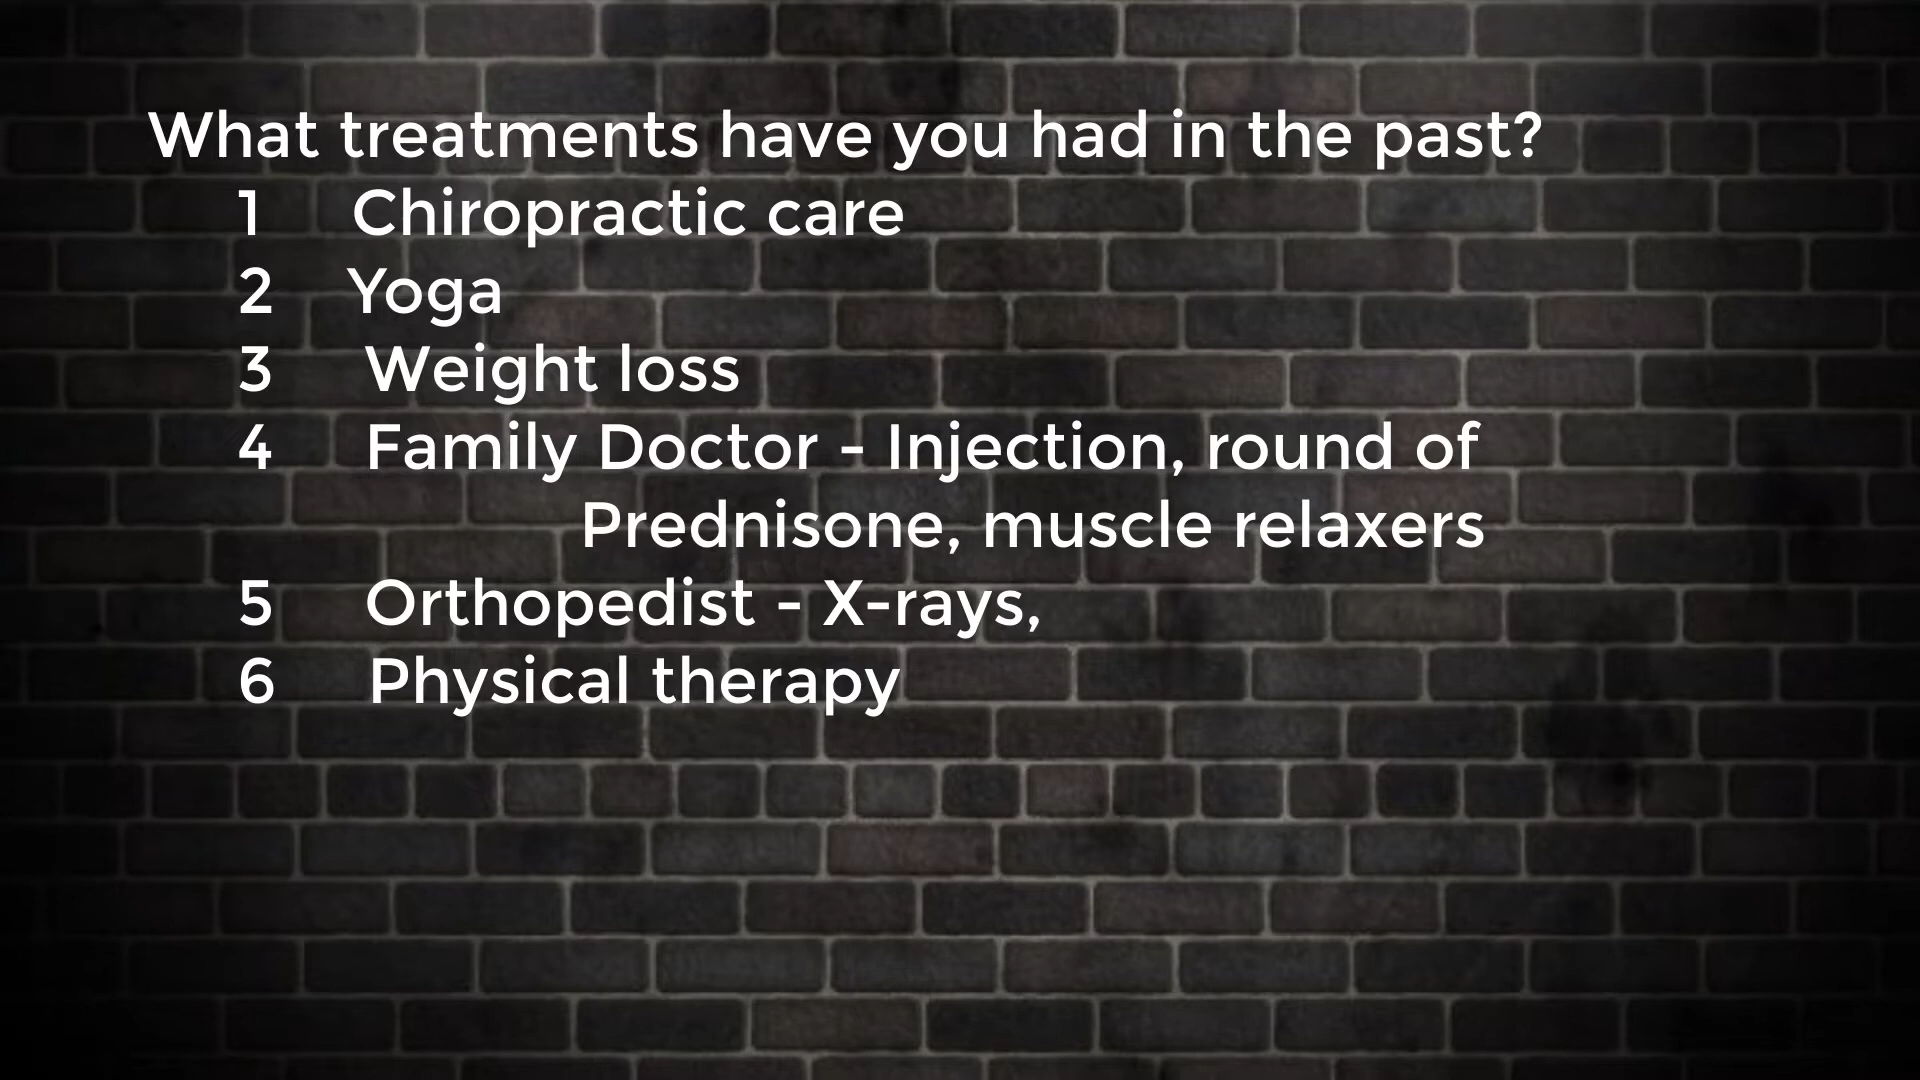 What treatments have you had in the past?
1 Chiropractic care
2 Yoga
3 Weight loss
4 Family Doctor - Injection, round of
Prednisone, muscle relaxers
5 Orthopedist - X-rays,
6 Physical therapy